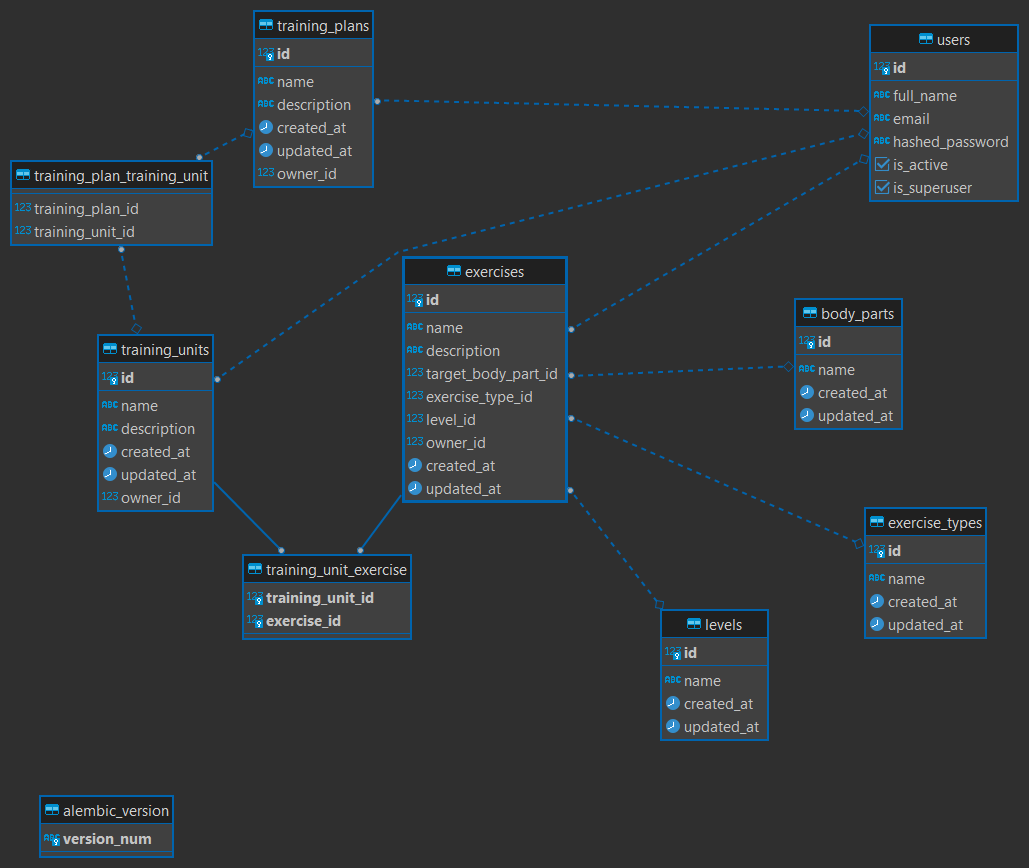 training_plans
123 id
ABC name
ABC description
created_at
updated_at
123 owner_id
users
123 id
ABC full_name
ABC email
ABC hashed_password
is_active
is_superuser
training_plan_training_unit
123 training_plan_id
123 training_unit_id
exercises
123 id
ABC name
ABC description
123 target_body_part_id
123 exercise_type_id
123 level_id
123 owner_id
created_at
updated_at
body_parts
123 id
ABC name
created_at
updated_at
training_units
123 id
ABC name
ABC description
created_at
updated_at
123 owner_id
exercise_types
123 id
ABC name
created_at
updated_at
training_unit_exercise
123 training_unit_id
123 exercise_id
levels
123 id
ABC name
created_at
updated_at
alembic_version
ABC version_num